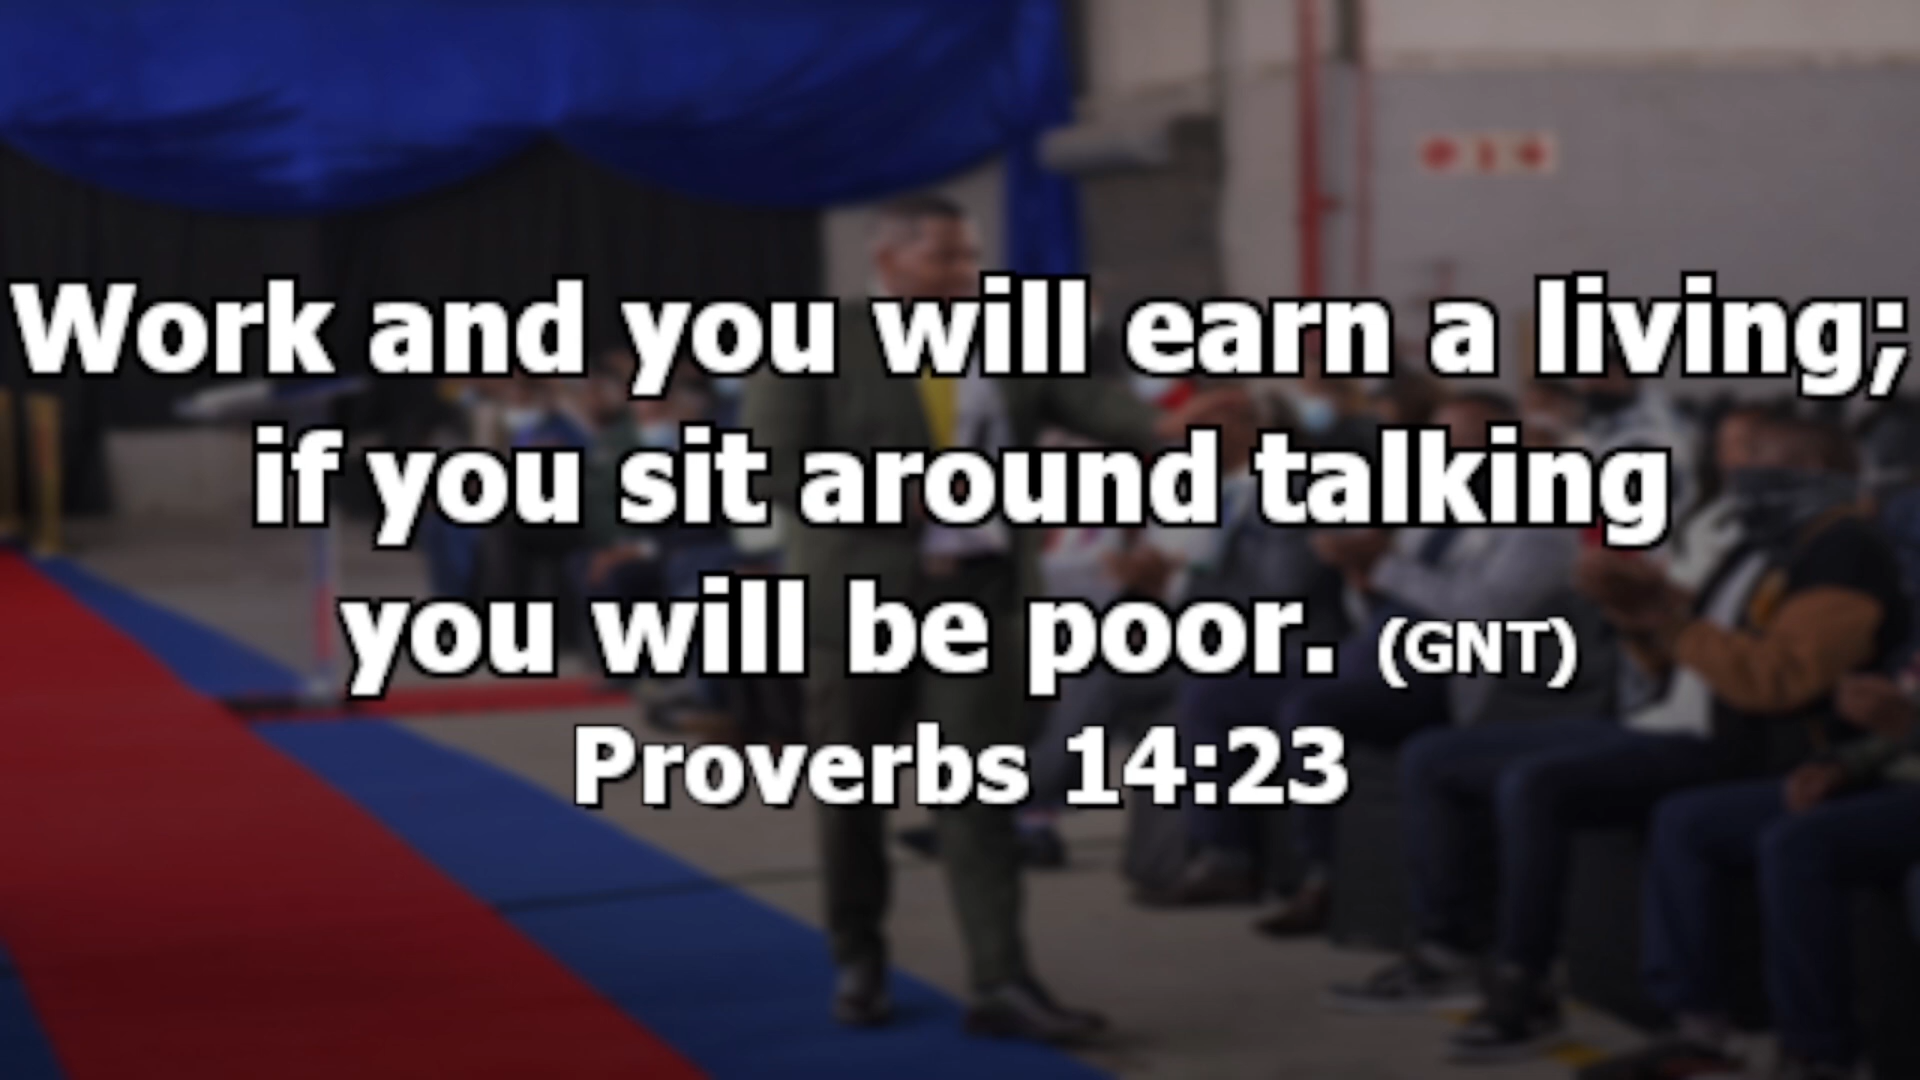 Work and you will earn a living;
if you sit around talking
you will be poor. (GNT)
Proverbs 14:23